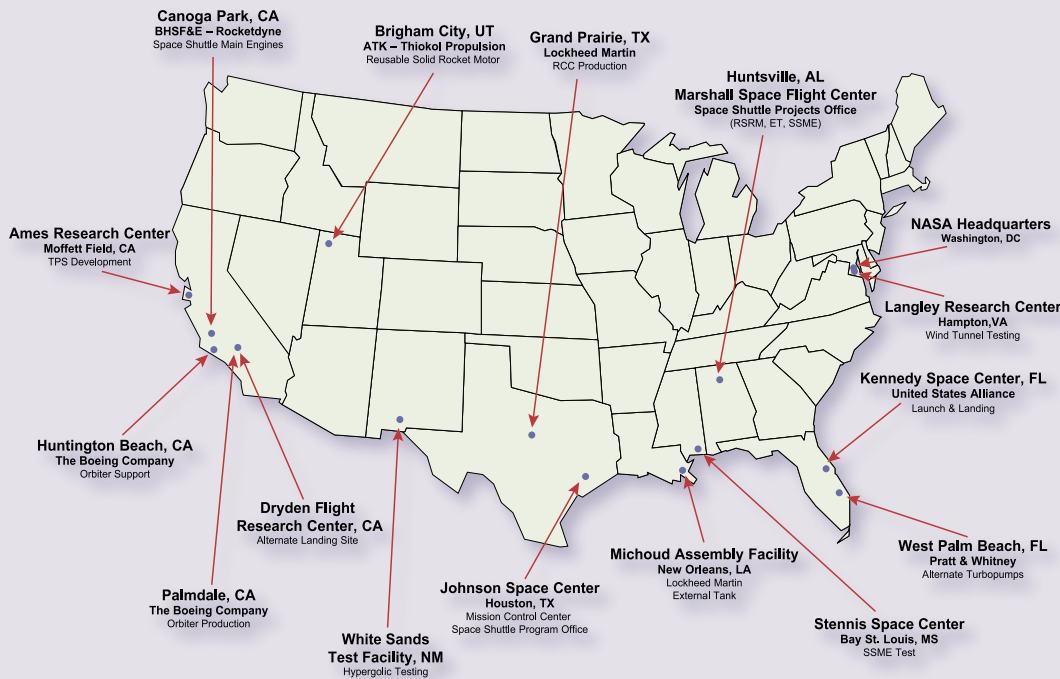 Canoga Park, CA
BHSF&E – Rocketdyne
Space Shuttle Main Engines
Brigham City, UT
ATK – Thiokol Propulsion
Reusable Solid Rocket Motor
Grand Prairie, TX
Lockheed Martin
RCC Production
Huntsville, AL
Marshall Space Flight Center
Space Shuttle Projects Office
(RSRM, ET, SSME)
Ames Research Center
Moffett Field, CA
TPS Development
NASA Headquarters
Washington, DC
Langley Research Center
Hampton,VA
Wind Tunnel Testing
Kennedy Space Center, FL
United States Alliance
Launch & Landing
Huntington Beach, CA
The Boeing Company
Orbiter Support
Dryden Flight
Research Center, CA
Alternate Landing Site
West Palm Beach, FL
Pratt & Whitney
Alternate Turbopumps
Michoud Assembly Facility
New Orleans, LA
Lockheed Martin
External Tank
Palmdale, CA
The Boeing Company
Orbiter Production
Johnson Space Center
Houston, TX
Mission Control Center
Space Shuttle Program Office
Stennis Space Center
Bay St. Louis, MS
SSME Test
White Sands
Test Facility, NM
Hypergolic Testing